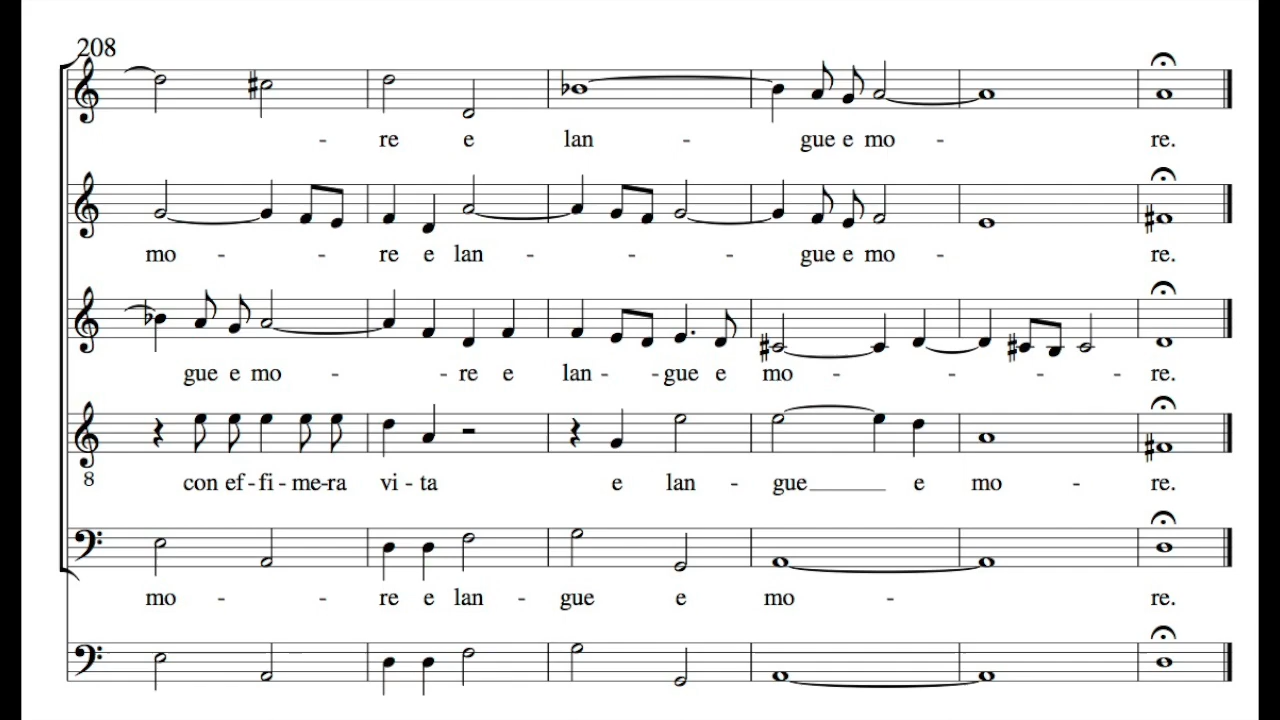 208
- re e lan - gue e mo - re.
mo - - re e lan - - - gue e mo - re.
gue e mo - - re e lan - - gue e mo - - - - re.
8
con ef - fi - me - ra vi - ta e lan - gue e mo - re.
mo - - re e lan - gue e mo - re.